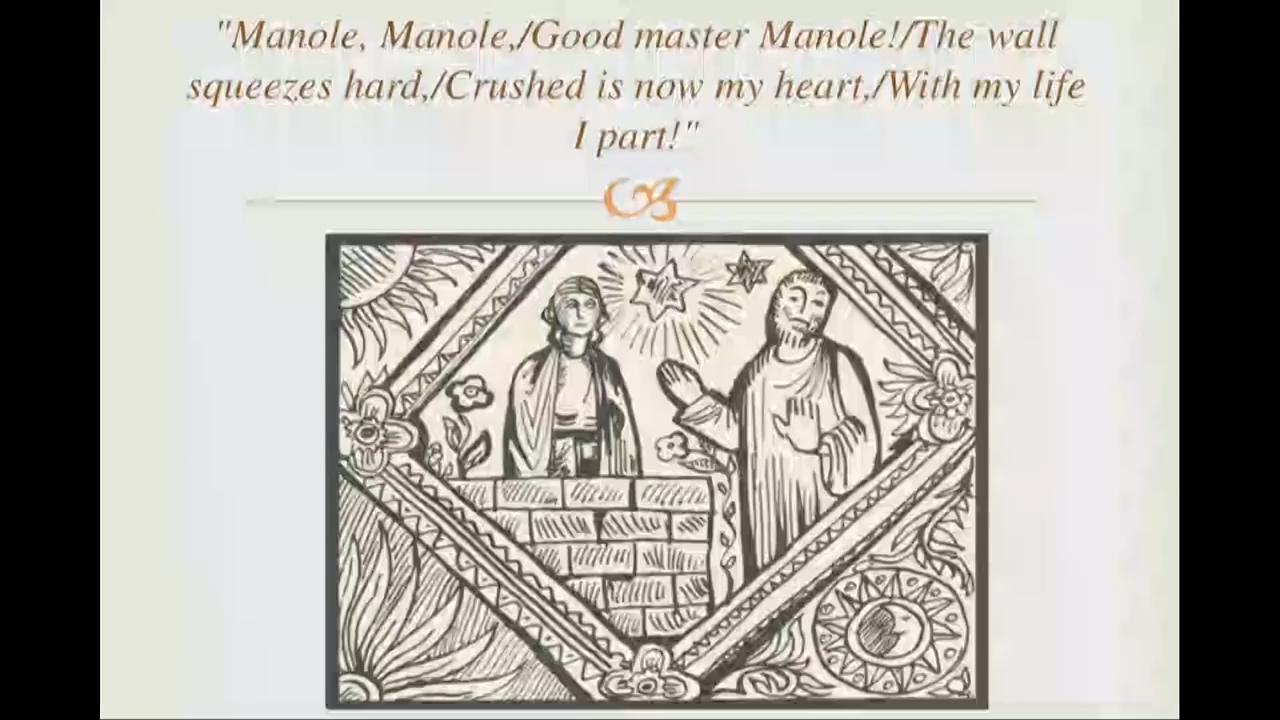 "Manole, Manole,/Good master Manole!/The wall
squeezes hard,/Crushed is now my heart,/With my life
I part!"